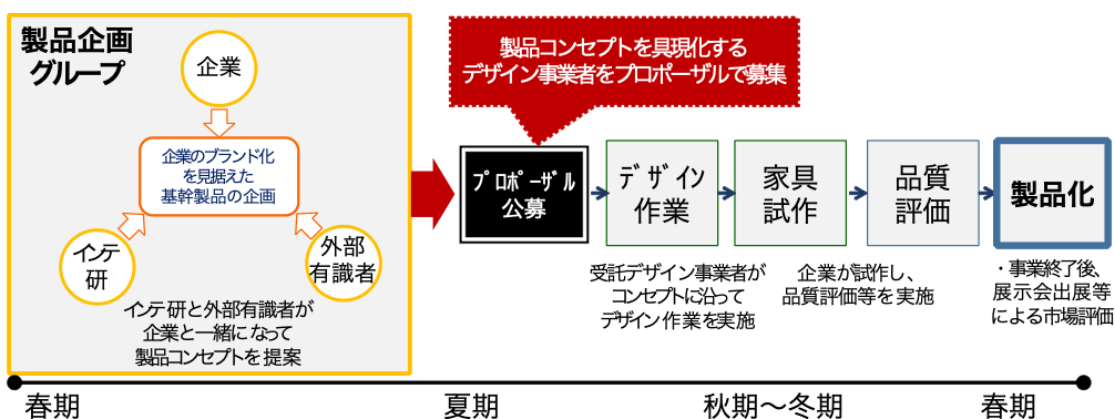 製品企画
グループ
企業
企業のブランド化
を見据えた
基幹製品の企画
インテ
研
外部
有識者
インテ研と外部有識者が
企業と一緒になって
製品コンセプトを提案
製品コンセプトを具現化する
デザイン事業者をプロポーザルで募集
ﾌﾟﾛﾎﾟｰｻﾞﾙ
公募
デザイン
作業
受託デザイン事業者が
コンセプトに沿って
デザイン作業を実施
家具
試作
品質
評価
企業が試作し、
品質評価等を実施
製品化
・事業終了後、
展示会出展等
による市場評価
春期
夏期
秋期～冬期
春期